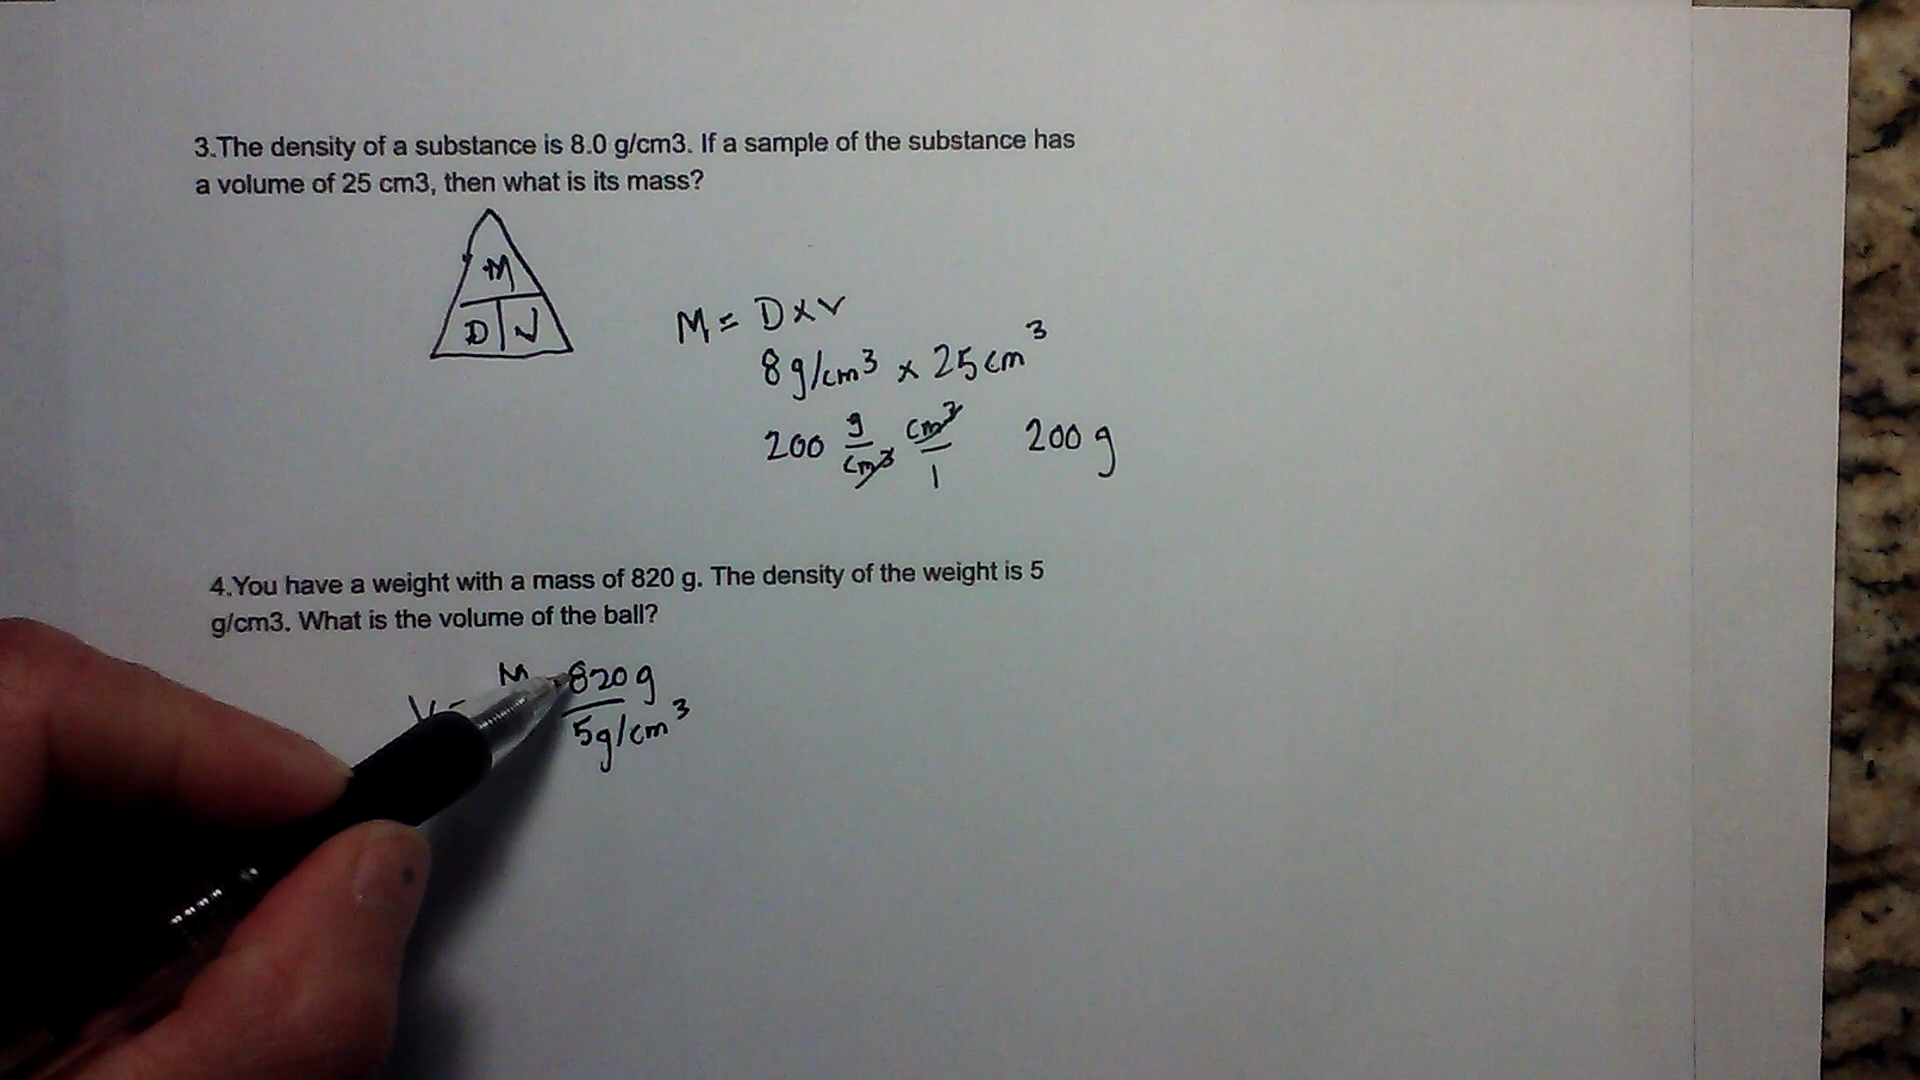 3.The density of a substance is 8.0 g/cm3. If a sample of the substance has
a volume of 25 cm3, then what is its mass?
M
D V
M = D x V
8 g/cm³ x 25 cm³
200 g/cm³ cm³/1 200 g
4.You have a weight with a mass of 820 g. The density of the weight is 5
g/cm3. What is the volume of the ball?
V = M 820 g
5g/cm³